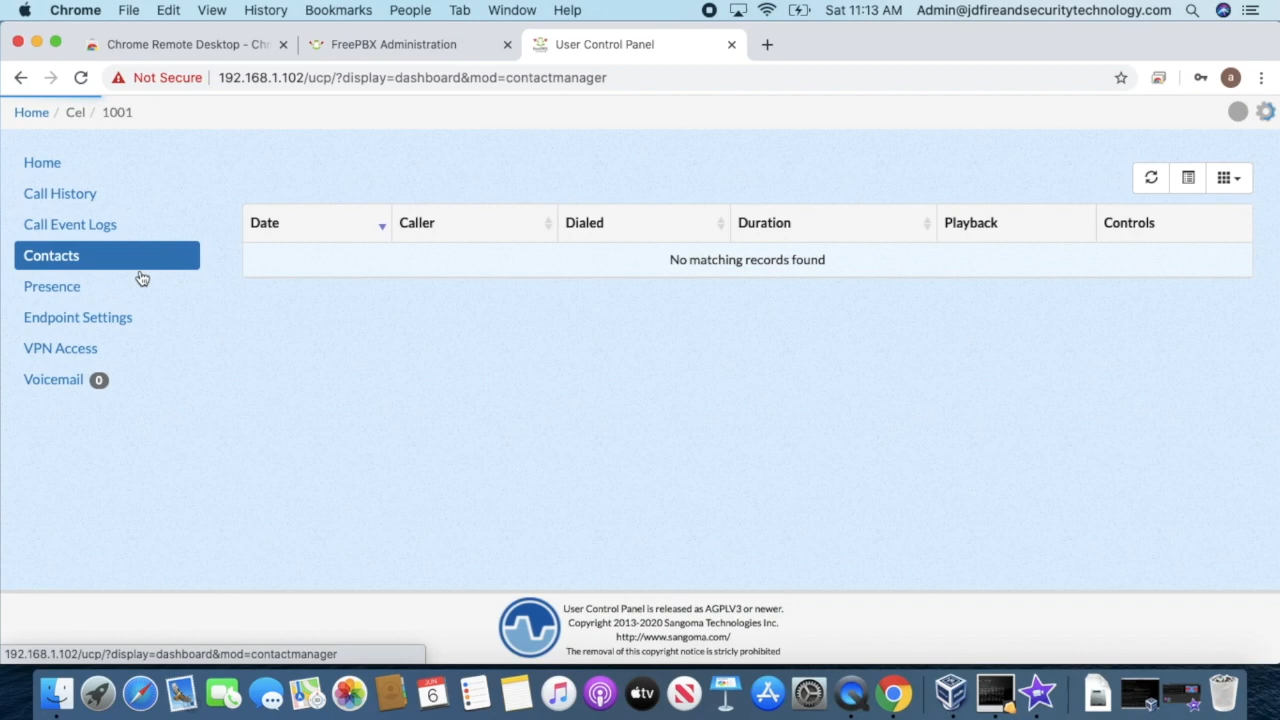 Chrome File Edit View History Bookmarks People Tab Window Help Sat 11:13 AM Admin@jdfireandsecuritytechnology.com
Chrome Remote Desktop - Chr FreePBX Administration User Control Panel
Not Secure 192.168.1.102/ucp/?display=dashboard&mod=contactmanager a
Home / Cel / 1001
Home
Call History
Call Event Logs
Contacts
Presence
Endpoint Settings
VPN Access
Voicemail 0
Date Caller Dialed Duration Playback Controls
No matching records found
User Control Panel is released as AGPLV3 or newer.
Copyright 2013-2020 Sangoma Technologies Inc.
http://www.sangoma.com/
The removal of this copyright notice is stricly prohibited
192.168.1.102/ucp/?display=dashboard&mod=contactmanager
JUN
6
tv